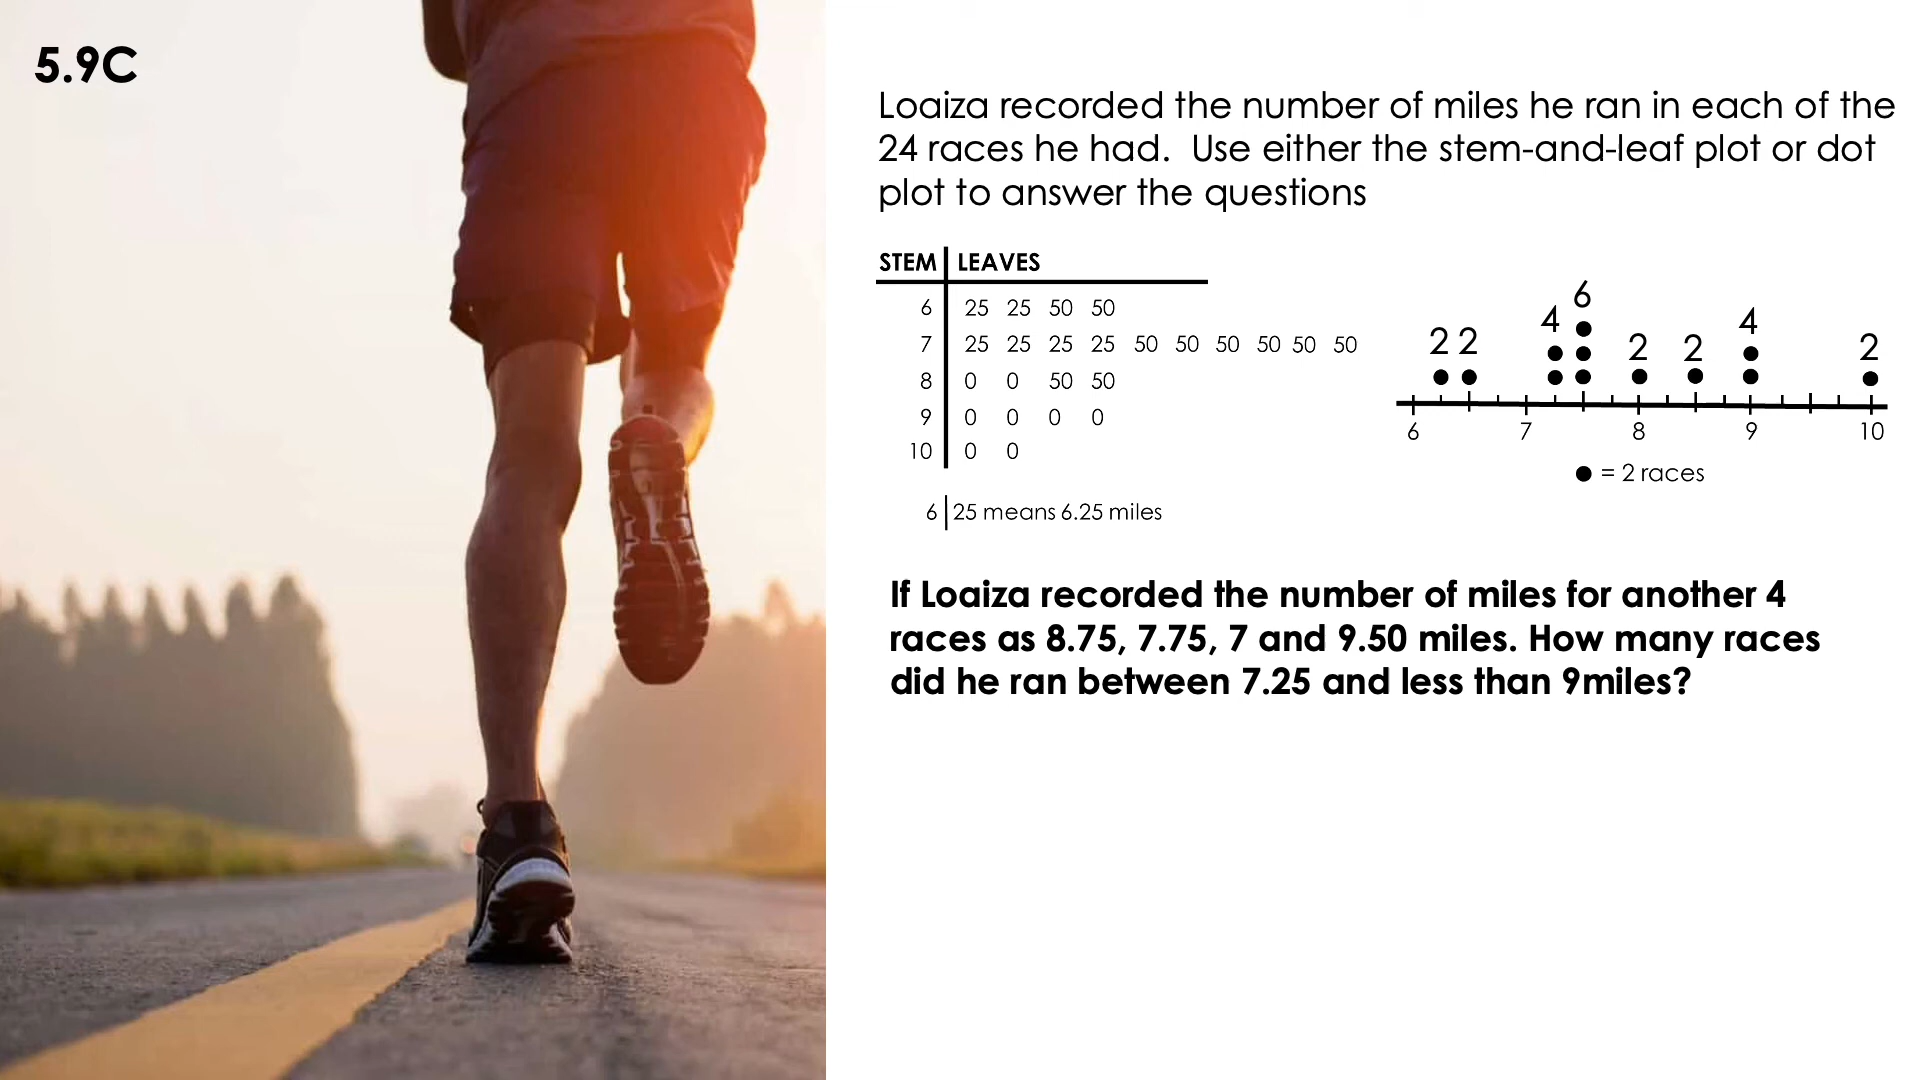 5.9C
Loaiza recorded the number of miles he ran in each of the
24 races he had.  Use either the stem-and-leaf plot or dot
plot to answer the questions
STEM LEAVES
6 25 25 50 50
7 25 25 25 25 50 50 50 50 50 50
8 0 0 50 50
9 0 0 0 0
10 0 0
6 25 means 6.25 miles
2 2 4 6 2 2 4 2
6 7 8 9 10
= 2 races
If Loaiza recorded the number of miles for another 4
races as 8.75, 7.75, 7 and 9.50 miles. How many races
did he ran between 7.25 and less than 9miles?